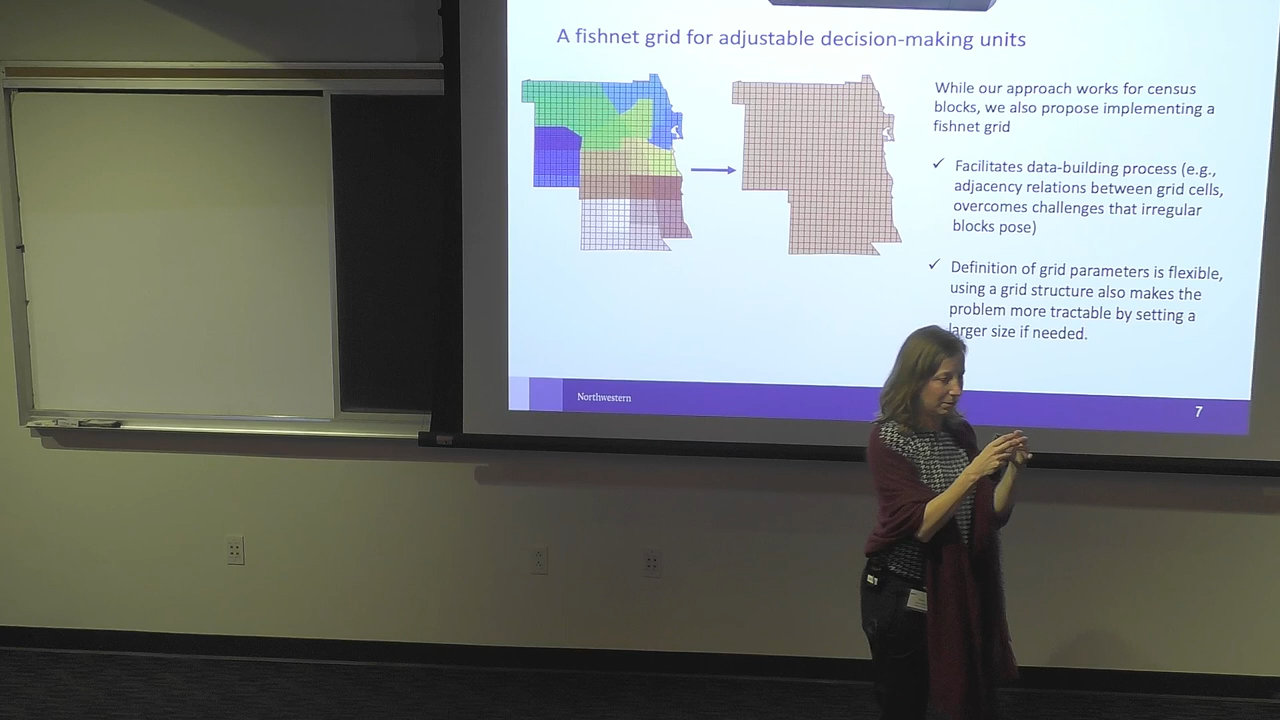 A fishnet grid for adjustable decision-making units
While our approach works for census
blocks, we also propose implementing a
fishnet grid
✓ Facilitates data-building process (e.g.,
adjacency relations between grid cells,
overcomes challenges that irregular
blocks pose)
✓ Definition of grid parameters is flexible,
using a grid structure also makes the
problem more tractable by setting a
larger size if needed.
Northwestern
7